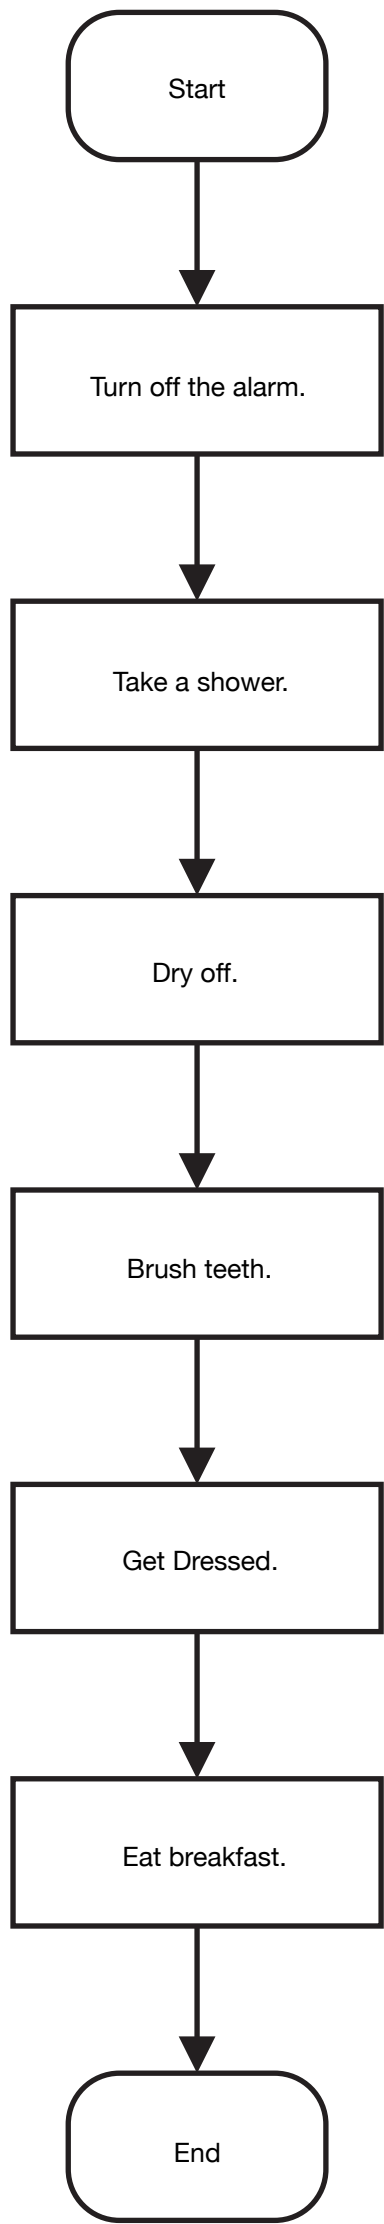 Start
Turn off the alarm.
Take a shower.
Dry off.
Brush teeth.
Get Dressed.
Eat breakfast.
End